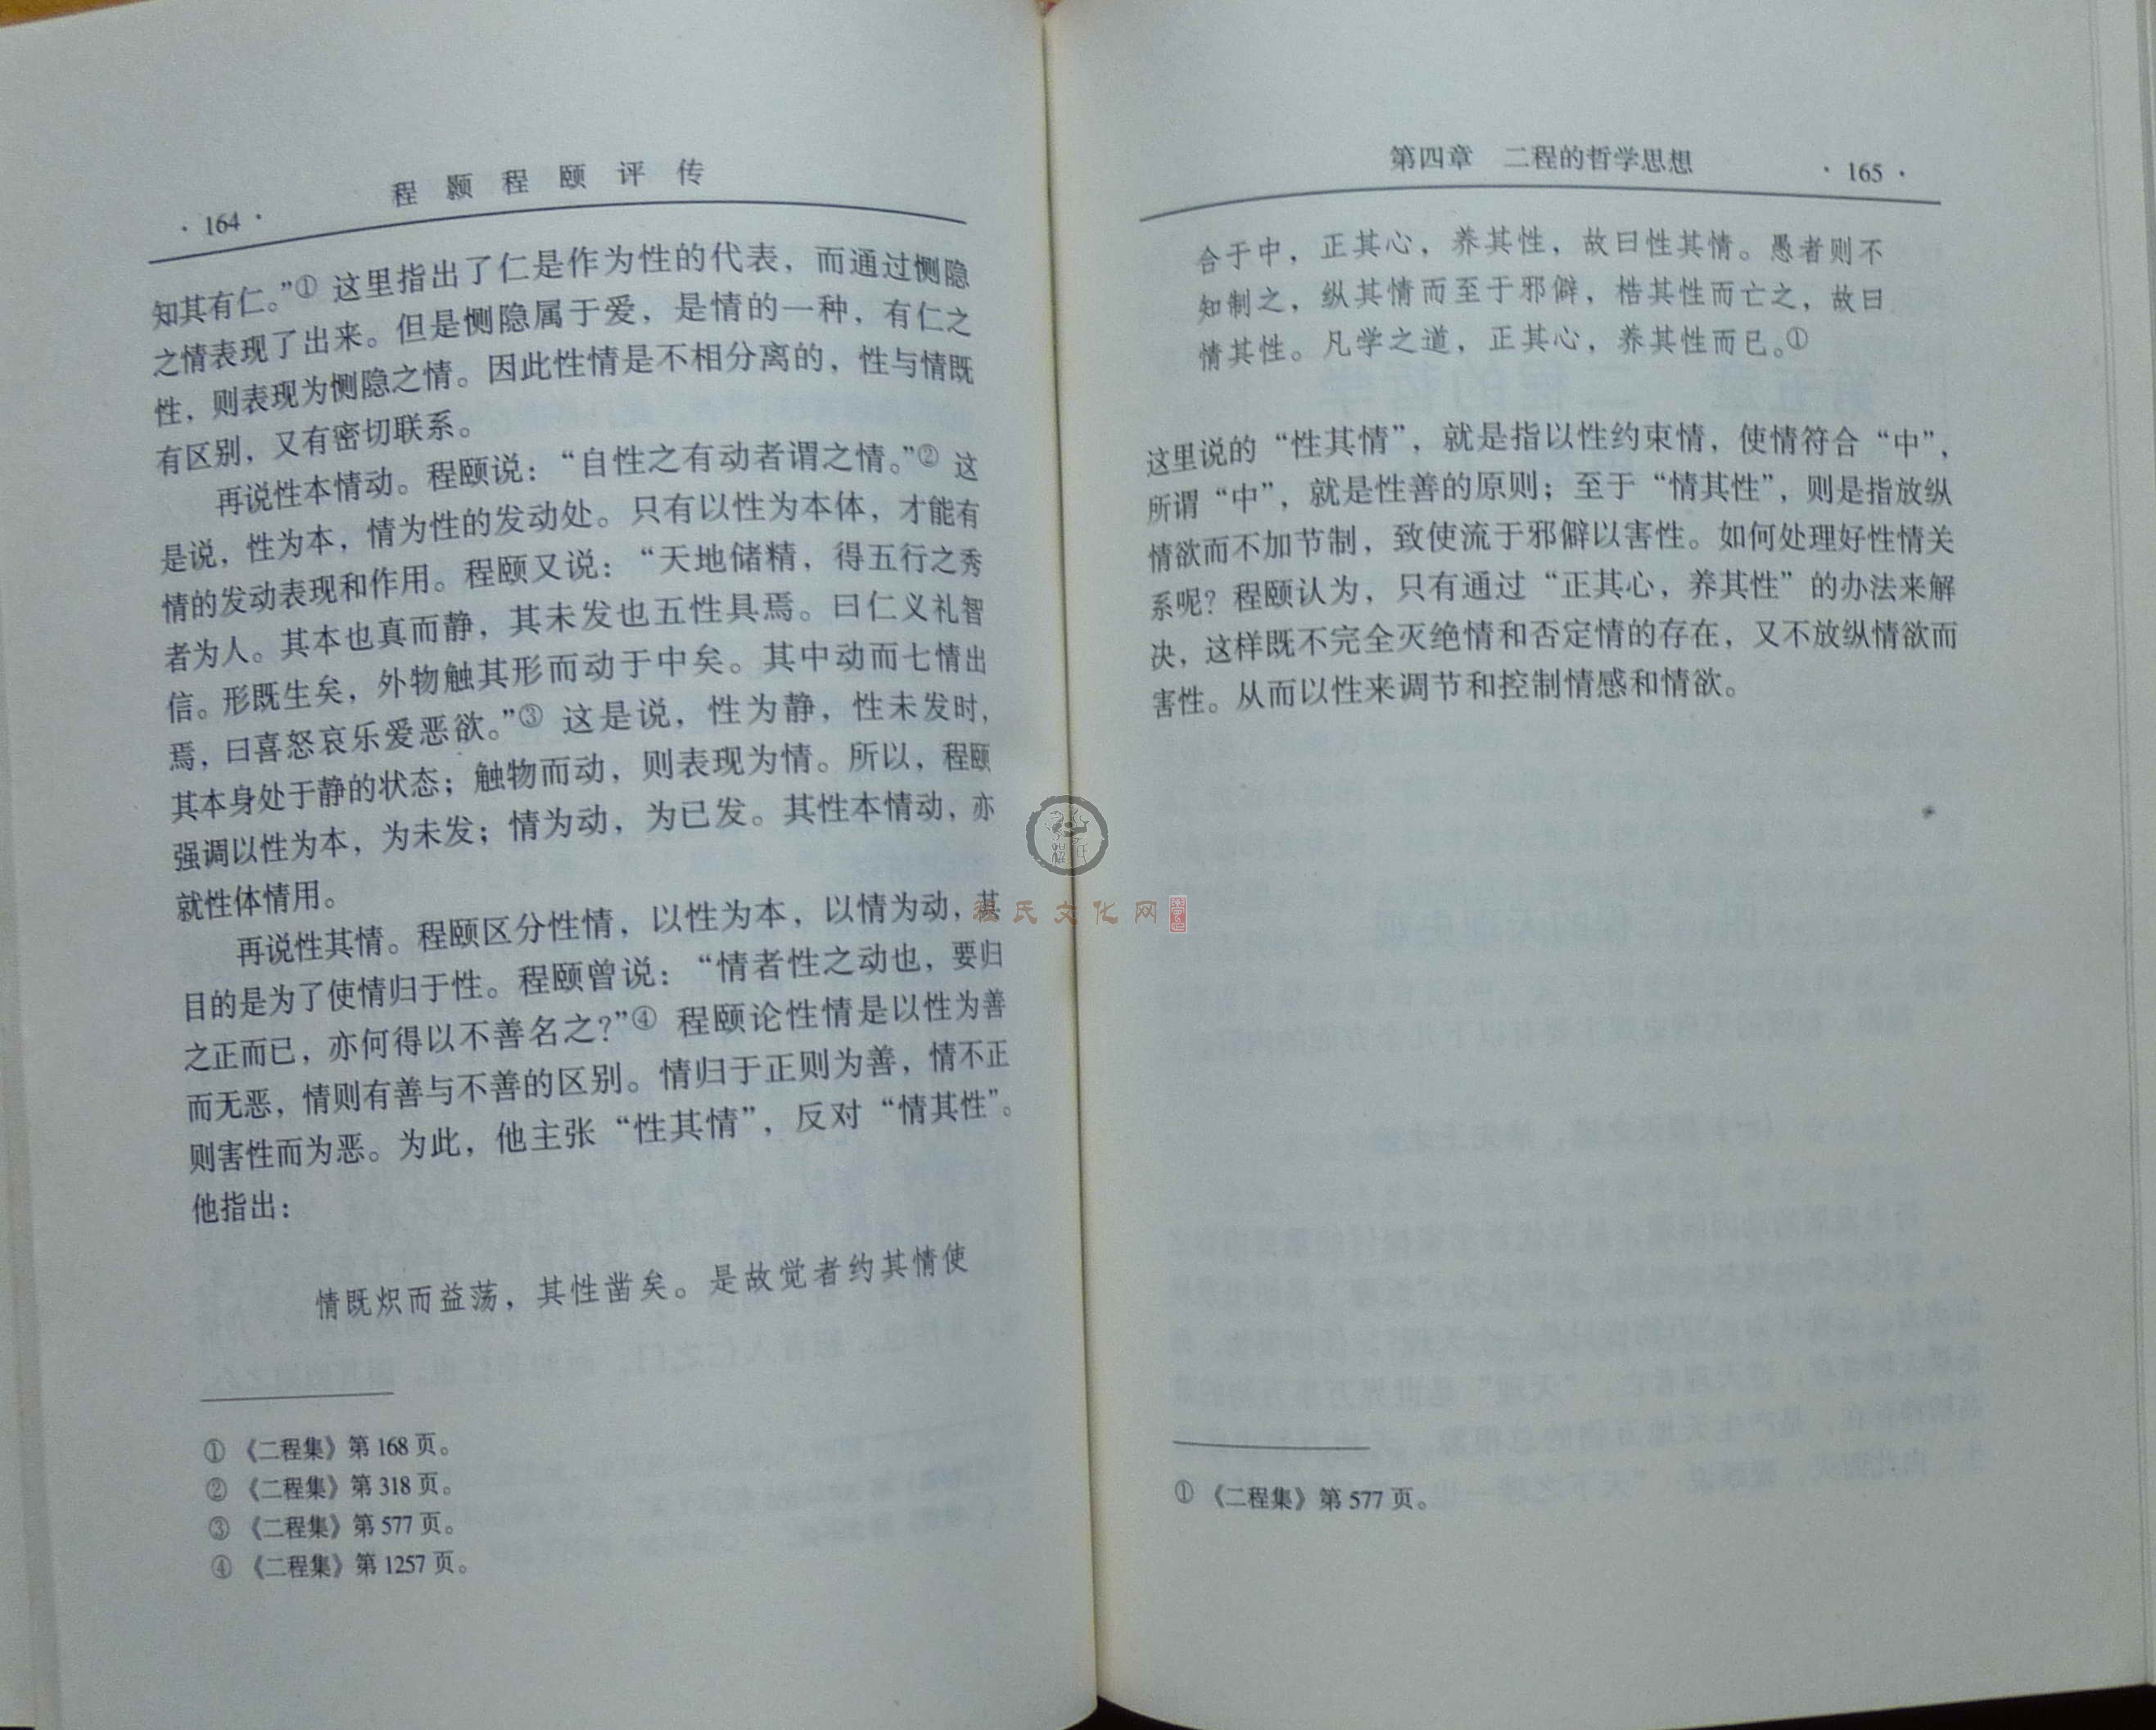 ·164·
程颢程颐评传
知其有仁。”① 这里指出了仁是作为性的代表，而通过恻隐
之情表现了出来。但是恻隐属于爱，是情的一种，有仁之
性，则表现为恻隐之情。因此性情是不相分离的，性与情既
有区别，又有密切联系。
再说性本情动。程颐说：“自性之有动者谓之情。”② 这
是说，性为本，情为性的发动处。只有以性为本体，才能有
情的发动表现和作用。程颐又说：“天地储精，得五行之秀
者为人。其本也真而静，其未发也五性具焉。曰仁义礼智
信。形既生矣，外物触其形而动于中矣。其中动而七情出
焉，曰喜怒哀乐爱恶欲。”③ 这是说，性为静，性未发时，
其本身处于静的状态；触物而动，则表现为情。所以，程颐
强调以性为本，为未发；情为动，为已发。其性本情动，亦
就性体情用。
再说性其情。程颐区分性情，以性为本，以情为动，其
目的是为了使情归于性。程颐曾说：“情者性之动也，要归
之正而已，亦何得以不善名之？”④ 程颐论性情是以性为善
而无恶，情则有善与不善的区别。情归于正则为善，情不正
则害性而为恶。为此，他主张“性其情”，反对“情其性”。
他指出：
情既炽而益荡，其性凿矣。是故觉者约其情使
① 《二程集》第 168 页。
② 《二程集》第 318 页。
③ 《二程集》第 577 页。
④ 《二程集》第 1257 页。
第四章 二程的哲学思想
·165·
合于中，正其心，养其性，故曰性其情。愚者则不
知制之，纵其情而至于邪僻，梏其性而亡之，故曰
情其性。凡学之道，正其心，养其性而已。①
这里说的“性其情”，就是指以性约束情，使情符合“中”，
所谓“中”，就是性善的原则；至于“情其性”，则是指放纵
情欲而不加节制，致使流于邪僻以害性。如何处理好性情关
系呢？程颐认为，只有通过“正其心，养其性”的办法来解
决，这样既不完全灭绝情和否定情的存在，又不放纵情欲而
害性。从而以性来调节和控制情感和情欲。
① 《二程集》第 577 页。
程氏文化网